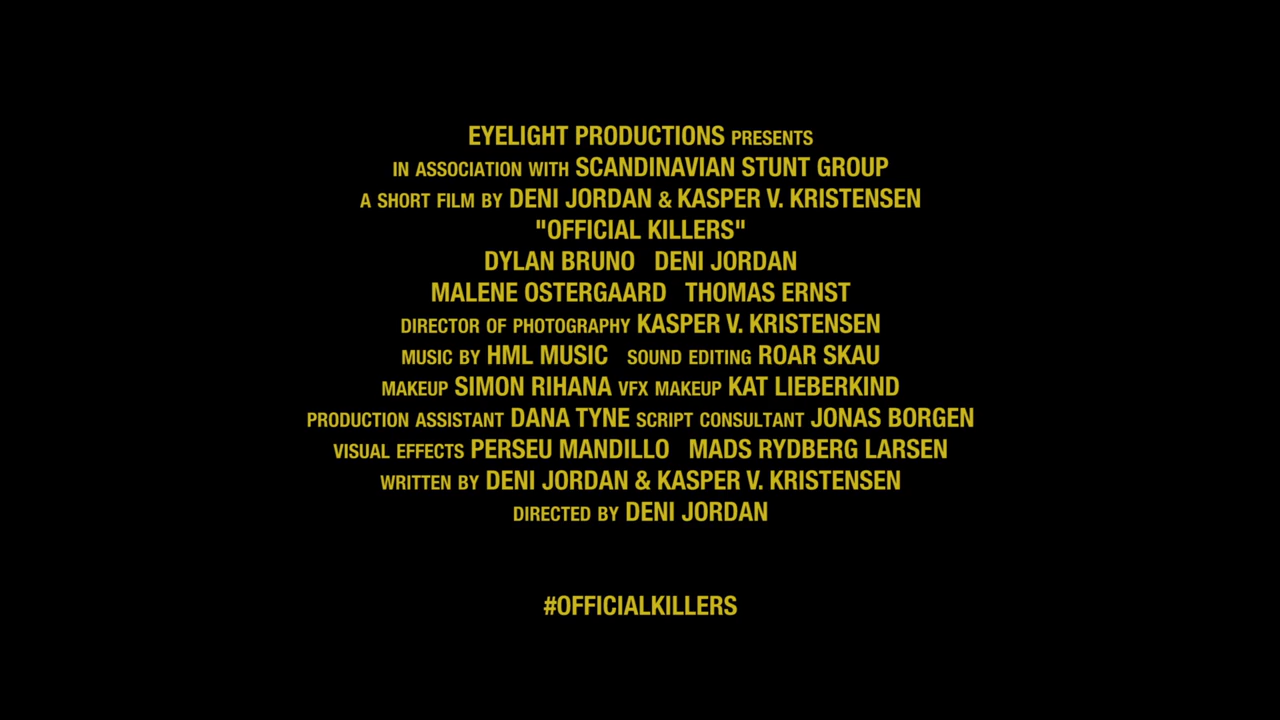 EYELIGHT PRODUCTIONS PRESENTS
IN ASSOCIATION WITH SCANDINAVIAN STUNT GROUP
A SHORT FILM BY DENI JORDAN & KASPER V. KRISTENSEN
"OFFICIAL KILLERS"
DYLAN BRUNO DENI JORDAN
MALENE OSTERGAARD THOMAS ERNST
DIRECTOR OF PHOTOGRAPHY KASPER V. KRISTENSEN
MUSIC BY HML MUSIC SOUND EDITING ROAR SKAU
MAKEUP SIMON RIHANA VFX MAKEUP KAT LIEBERKIND
PRODUCTION ASSISTANT DANA TYNE SCRIPT CONSULTANT JONAS BORGEN
VISUAL EFFECTS PERSEU MANDILLO MADS RYDBERG LARSEN
WRITTEN BY DENI JORDAN & KASPER V. KRISTENSEN
DIRECTED BY DENI JORDAN
#OFFICIALKILLERS